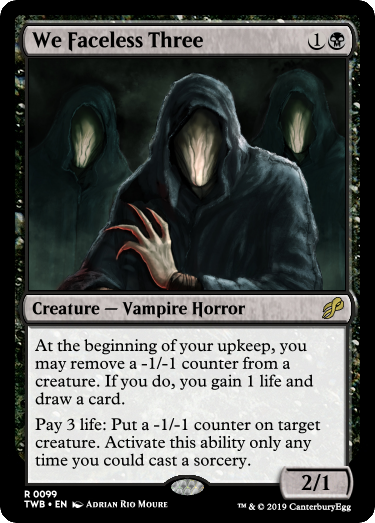 We Faceless Three 1
Creature — Vampire Horror
At the beginning of your upkeep, you
may remove a -1/-1 counter from a
creature. If you do, you gain 1 life and
draw a card.
Pay 3 life: Put a -1/-1 counter on target
creature. Activate this ability only any
time you could cast a sorcery.
2/1
R 0099
TWB • EN Adrian Rio Moure
™ & © 2019 CanterburyEgg